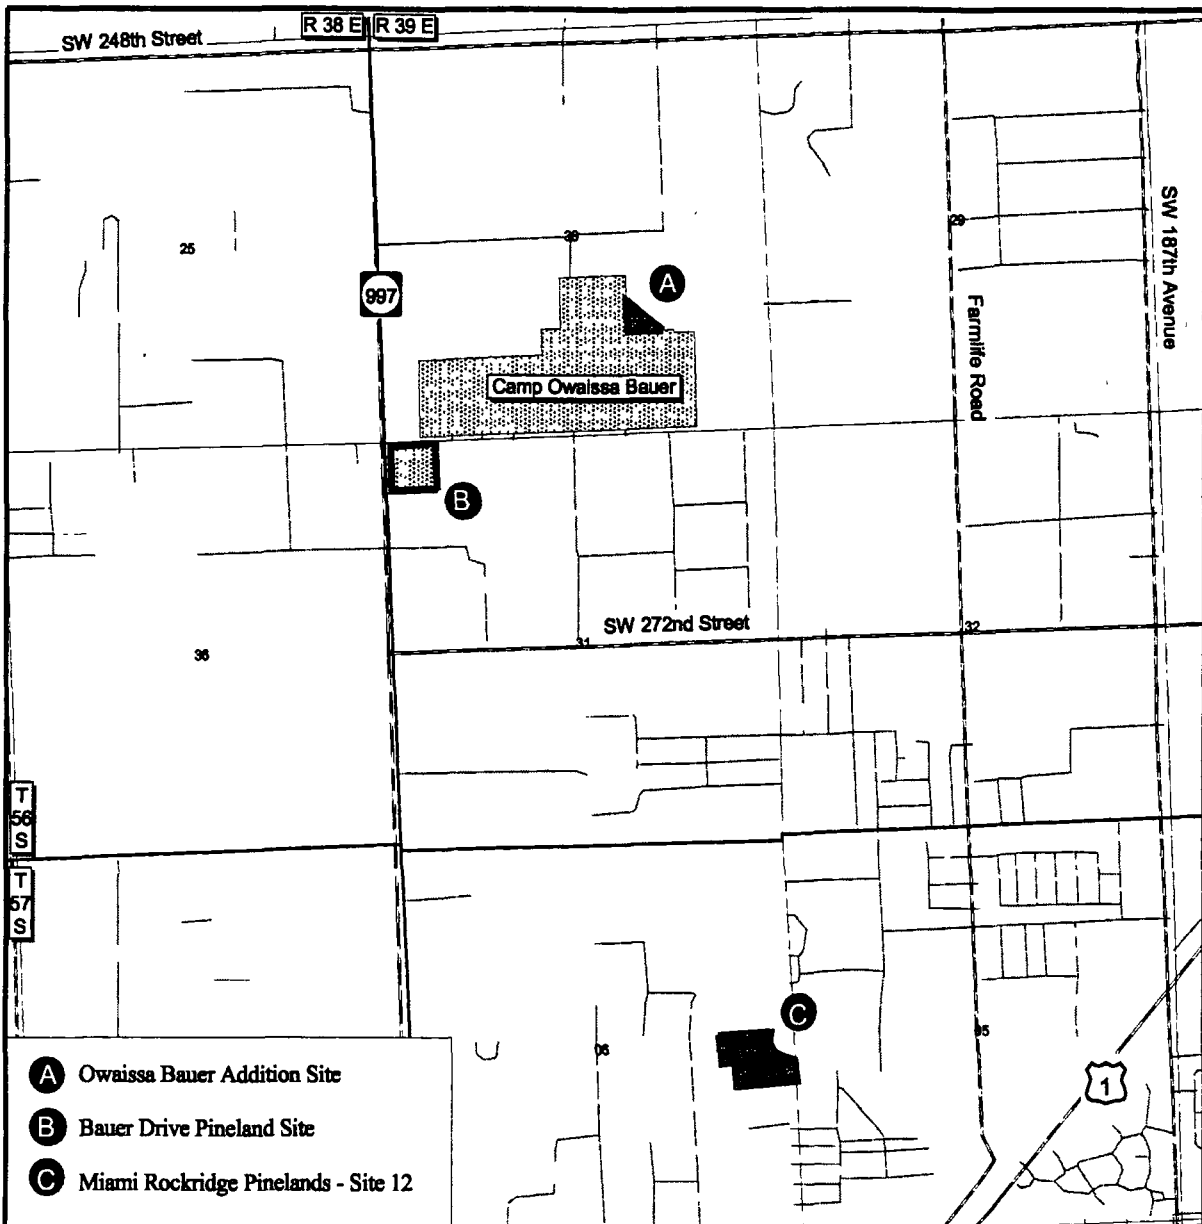 R 38 E R 39 E
SW 248th Street
SW 187th Avenue
29
30
25
A
997
Farmlife Road
Camp Owaissa Bauer
B
SW 272nd Street
32
31
36
T
56
S
T
57
S
C
05
06
1
A Owaissa Bauer Addition Site
B Bauer Drive Pineland Site
C Miami Rockridge Pinelands - Site 12